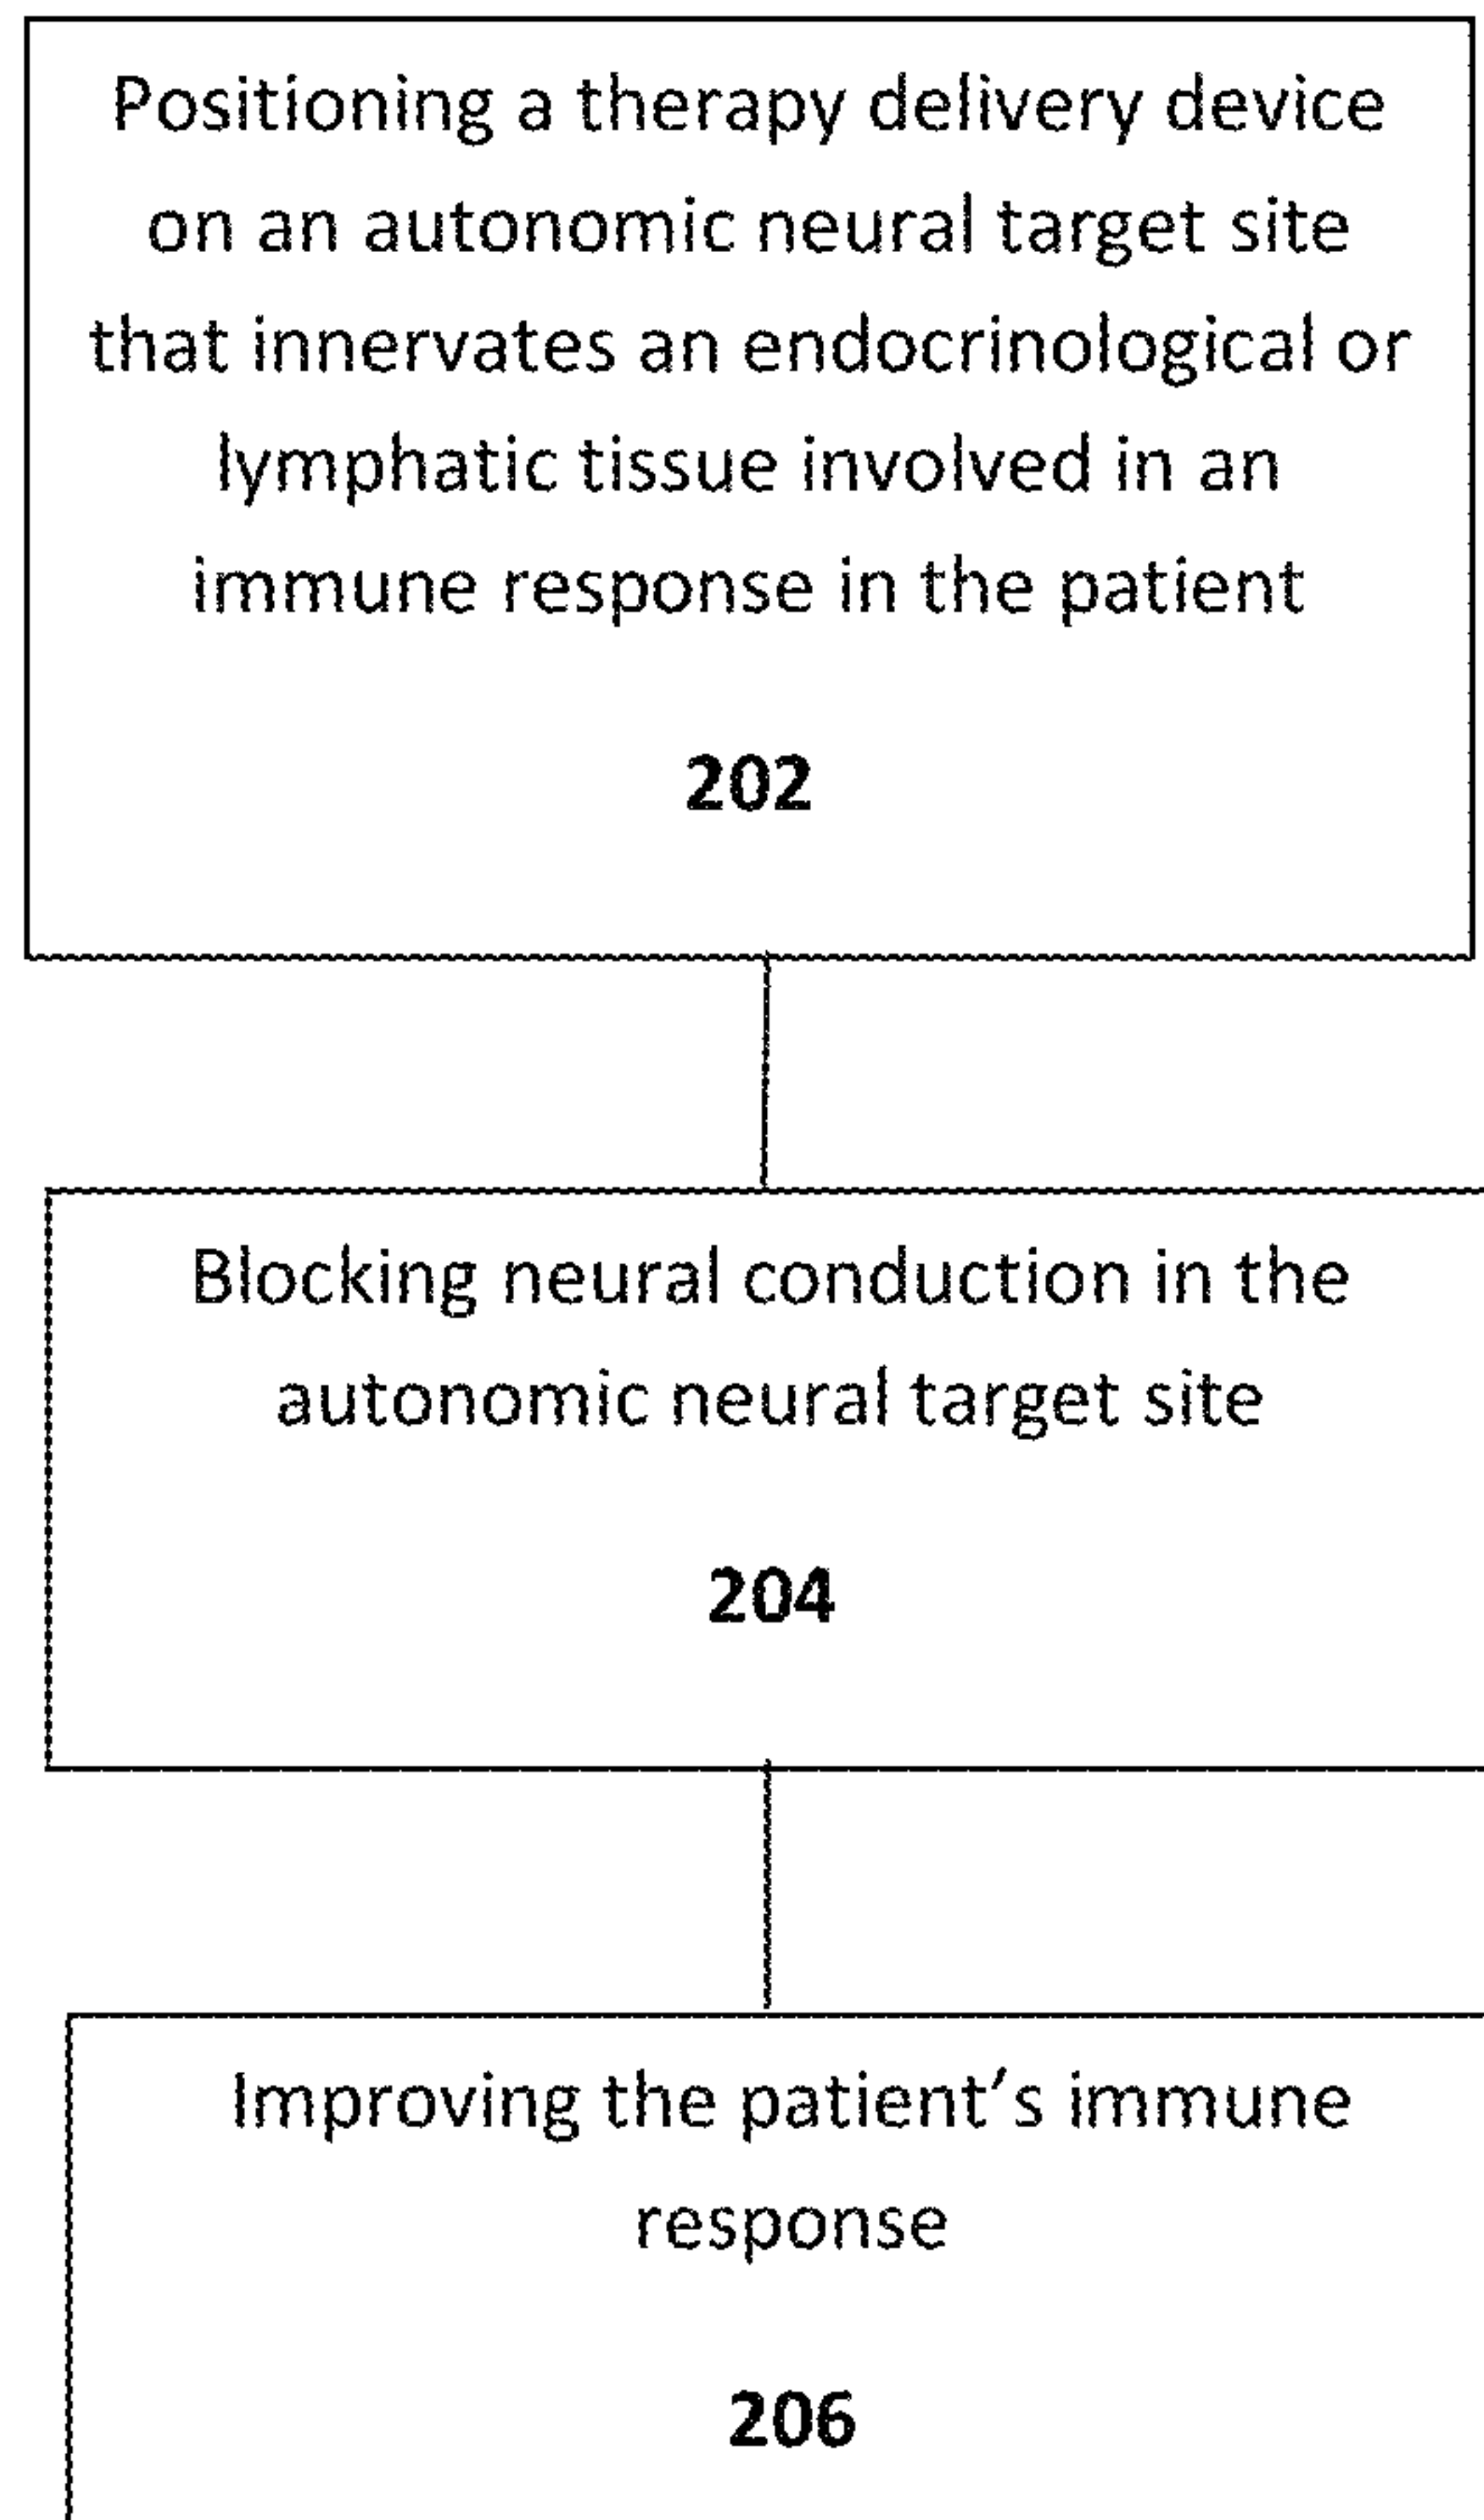 Positioning a therapy delivery device
on an autonomic neural target site
that innervates an endocrinological or
lymphatic tissue involved in an
immune response in the patient
202
Blocking neural conduction in the
autonomic neural target site
204
Improving the patient’s immune
response
206